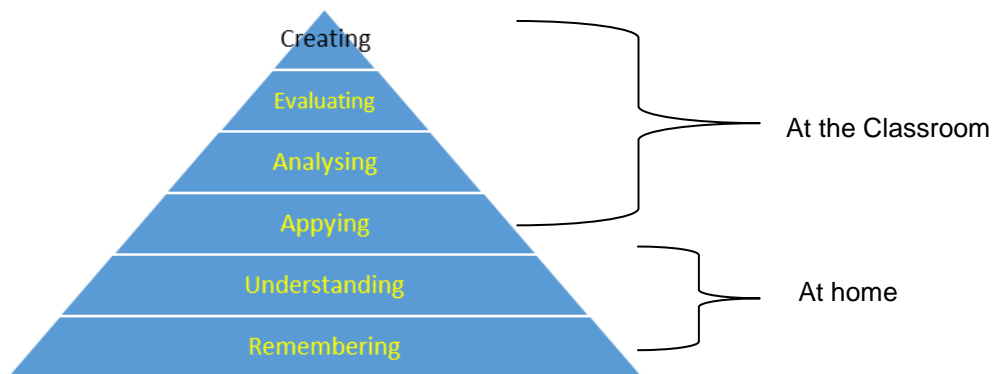 Creating
Evaluating
Analysing
Appying
Understanding
Remembering
At the Classroom
At home